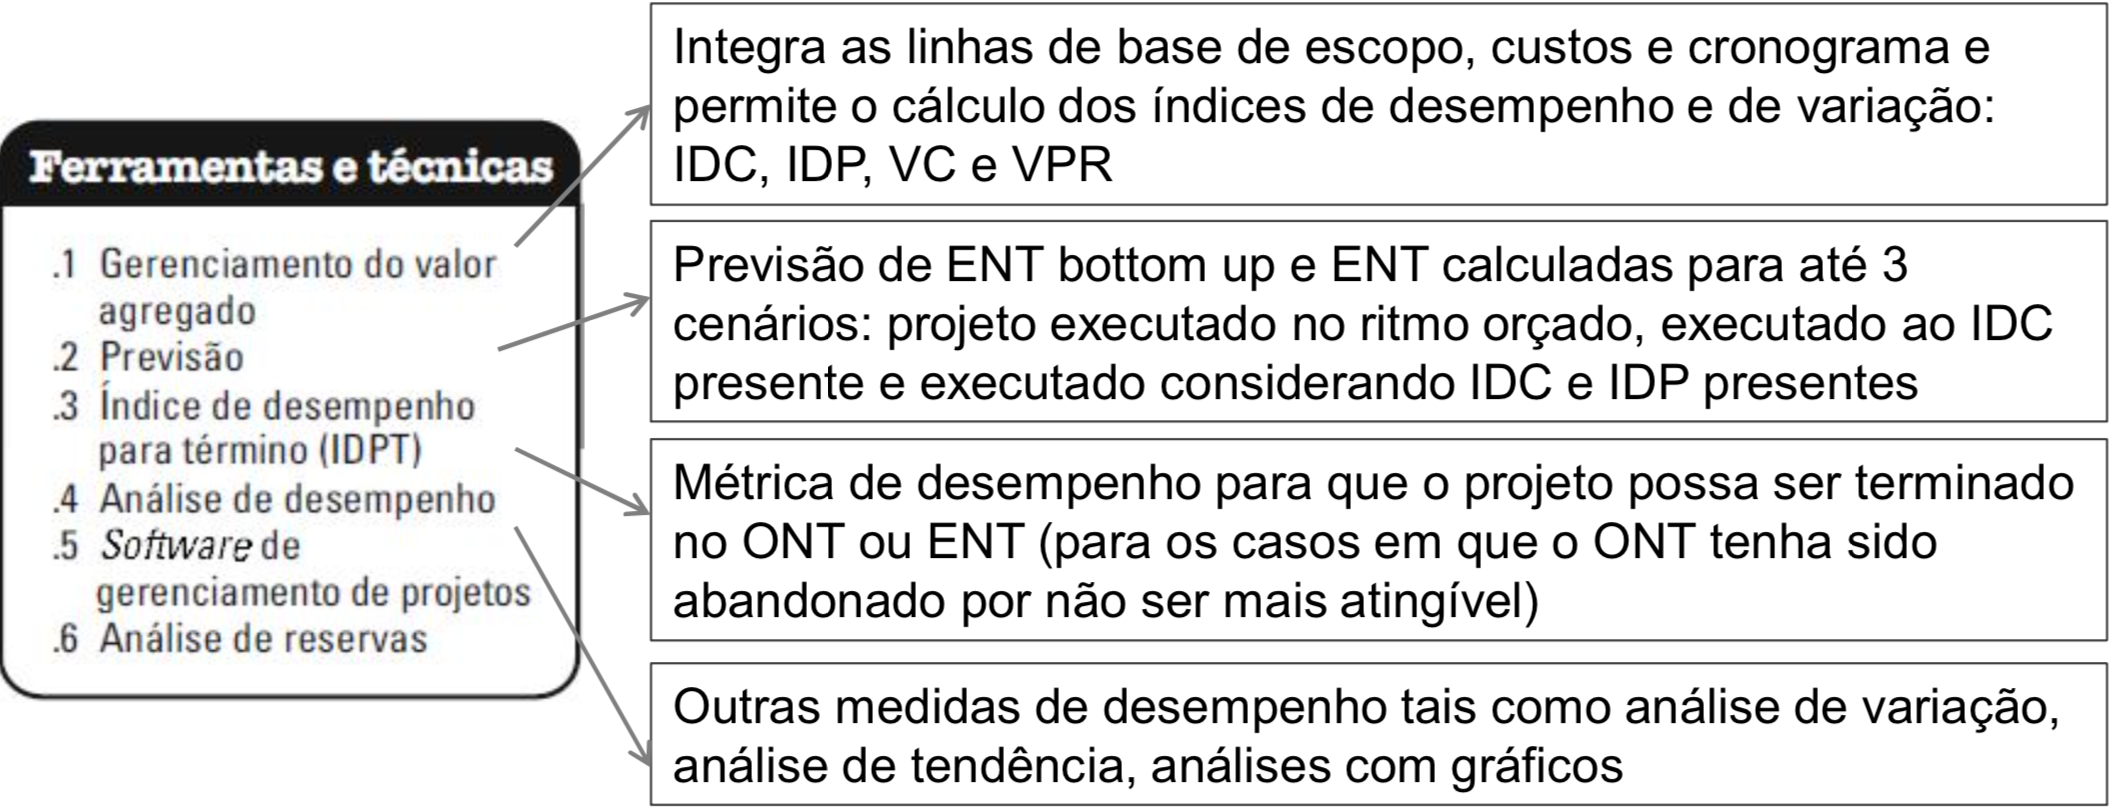 Ferramentas e técnicas
.1 Gerenciamento do valor
agregado
.2 Previsão
.3 Índice de desempenho
para término (IDPT)
.4 Análise de desempenho
.5 Software de
gerenciamento de projetos
.6 Análise de reservas
Integra as linhas de base de escopo, custos e cronograma e
permite o cálculo dos índices de desempenho e de variação:
IDC, IDP, VC e VPR
Previsão de ENT bottom up e ENT calculadas para até 3
cenários: projeto executado no ritmo orçado, executado ao IDC
presente e executado considerando IDC e IDP presentes
Métrica de desempenho para que o projeto possa ser terminado
no ONT ou ENT (para os casos em que o ONT tenha sido
abandonado por não ser mais atingível)
Outras medidas de desempenho tais como análise de variação,
análise de tendência, análises com gráficos